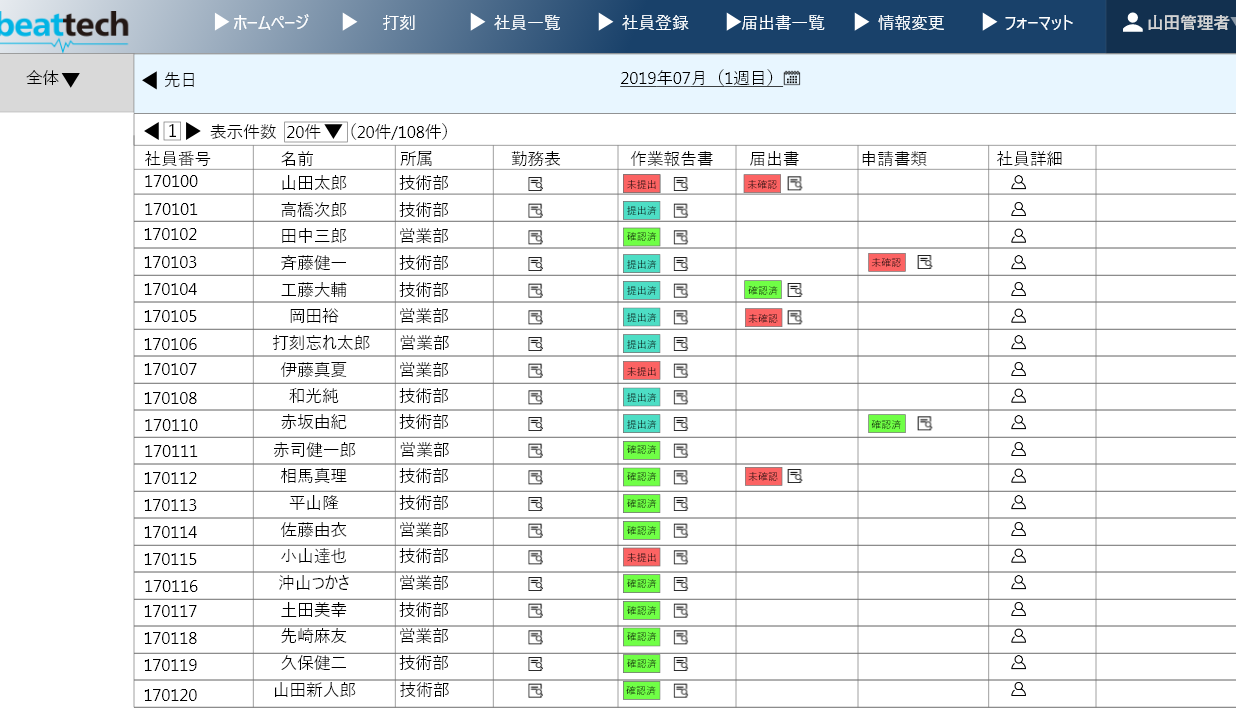 beattech ▶ホームページ ▶ 打刻 ▶ 社員一覧 ▶ 社員登録 ▶届出書一覧 ▶ 情報変更 ▶ フォーマット 山田管理者▼
全体▼ ◀ 先日 2019年07月（1週目）
◀ 1 ▶ 表示件数 20件▼ (20件/108件)
社員番号 名前 所属 勤務表 作業報告書 届出書 申請書類 社員詳細
170100 山田太郎 技術部 未提出 未確認
170101 高橋次郎 技術部 提出済
170102 田中三郎 営業部 確認済
170103 斉藤健一 技術部 提出済 未確認
170104 工藤大輔 技術部 提出済 確認済
170105 岡田裕 営業部 提出済 未確認
170106 打刻忘れ太郎 営業部 提出済
170107 伊藤真夏 営業部 未提出
170108 和光純 技術部 提出済
170110 赤坂由紀 技術部 提出済 確認済
170111 赤司健一郎 営業部 確認済
170112 相馬真理 技術部 確認済 未確認
170113 平山隆 技術部 確認済
170114 佐藤由衣 営業部 確認済
170115 小山達也 技術部 未提出
170116 沖山つかさ 営業部 確認済
170117 土田美幸 技術部 確認済
170118 先崎麻友 営業部 確認済
170119 久保健二 技術部 確認済
170120 山田新人郎 技術部 確認済